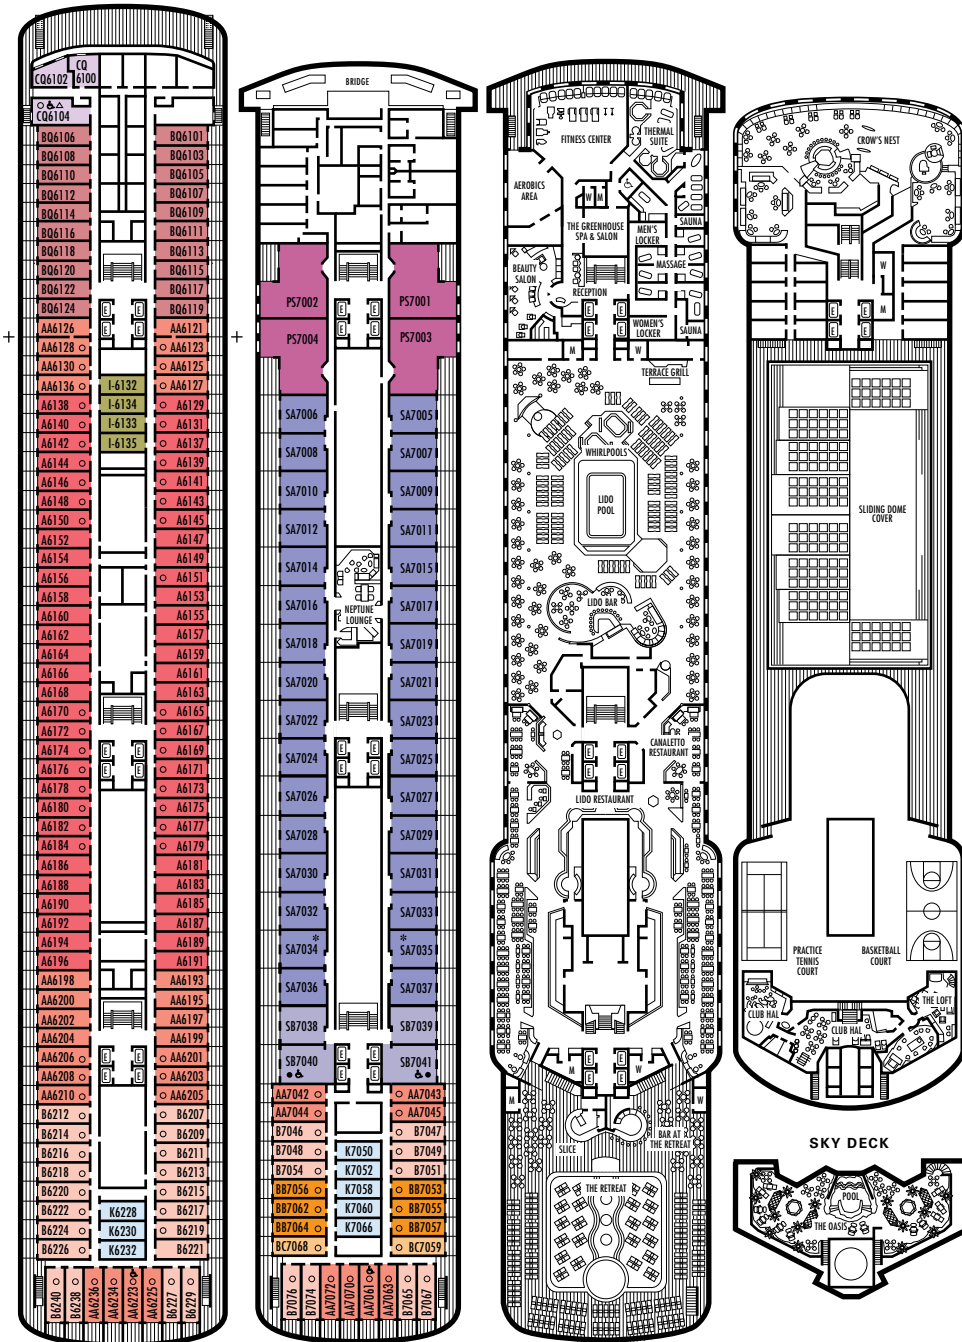 CQ
6100
CQ6102
CQ6104
BQ6106
BQ6108
BQ6110
BQ6112
BQ6114
BQ6116
BQ6118
BQ6120
BQ6122
BQ6124
AA6126
AA6128
AA6130
AA6136
A6138
A6140
A6142
A6144
A6146
A6148
A6150
A6152
A6154
A6156
A6158
A6160
A6162
A6164
A6166
A6168
A6170
A6172
A6174
A6176
A6178
A6180
A6182
A6184
A6186
A6188
A6190
A6192
A6194
A6196
AA6198
AA6200
AA6202
AA6204
AA6206
AA6208
AA6210
B6212
B6214
B6216
B6218
B6220
B6222
B6224
B6226
I-6132
I-6134
I-6133
I-6135
E
E
E
E
E
E
E
E
E
E
E
E
K6228
K6230
K6232
BQ6101
BQ6103
BQ6105
BQ6107
BQ6109
BQ6111
BQ6113
BQ6115
BQ6117
BQ6119
AA6121
AA6123
AA6125
AA6127
A6129
A6131
A6137
A6139
A6141
A6143
A6145
A6147
A6149
A6151
A6153
A6155
A6157
A6159
A6161
A6163
A6165
A6167
A6169
A6171
A6173
A6175
A6177
A6179
A6181
A6183
A6185
A6187
A6189
A6191
AA6193
AA6195
AA6197
AA6199
AA6201
AA6203
AA6205
B6207
B6209
B6211
B6213
B6215
B6217
B6219
B6221
B6240
B6238
AA6236
AA6234
AA6223
AA6225
B6227
B6229
BRIDGE
PS7002
PS7004
SA7006
SA7008
SA7010
SA7012
SA7014
SA7016
SA7018
SA7020
SA7022
SA7024
SA7026
SA7028
SA7030
SA7032
*
SA7034
SA7036
SB7038
SB7040
AA7042
AA7044
B7046
B7048
B7054
BB7056
BB7062
BB7064
BC7068
E
E
E
E
NEPTUNE
LOUNGE
E
E
E
E
E
E
E
E
K7050
K7052
K7058
K7060
K7066
PS7001
PS7003
SA7005
SA7007
SA7009
SA7011
SA7015
SA7017
SA7019
SA7021
SA7023
SA7025
SA7027
SA7029
SA7031
SA7033
*
SA7035
SA7037
SB7039
SB7041
AA7043
AA7045
B7047
B7049
B7051
BB7053
BB7055
BB7057
BC7059
B7076
B7074
AA7072
AA7070
AA7061
AA7063
B7065
B7067
FITNESS CENTER
THERMAL
SUITE
AEROBICS
AREA
W M
THE GREENHOUSE
SPA & SALON
MEN'S
LOCKER
SAUNA
BEAUTY
SALON
MASSAGE
RECEPTION
E
E
E
E
WOMEN'S
LOCKER
SAUNA
M
W
TERRACE GRILL
WHIRLPOOLS
LIDO
POOL
LIDO BAR
CANALETTO
RESTAURANT
E
E
E
E
LIDO RESTAURANT
M
E
E
E
E
W
M
W
SLICE
BAR AT
THE RETREAT
THE RETREAT
CROW'S NEST
W
M
E
E
E
E
SLIDING DOME
COVER
PRACTICE
TENNIS
COURT
BASKETBALL
COURT
CLUB HAL
CLUB HAL
THE LOFT
SKY DECK
POOL
THE OASIS